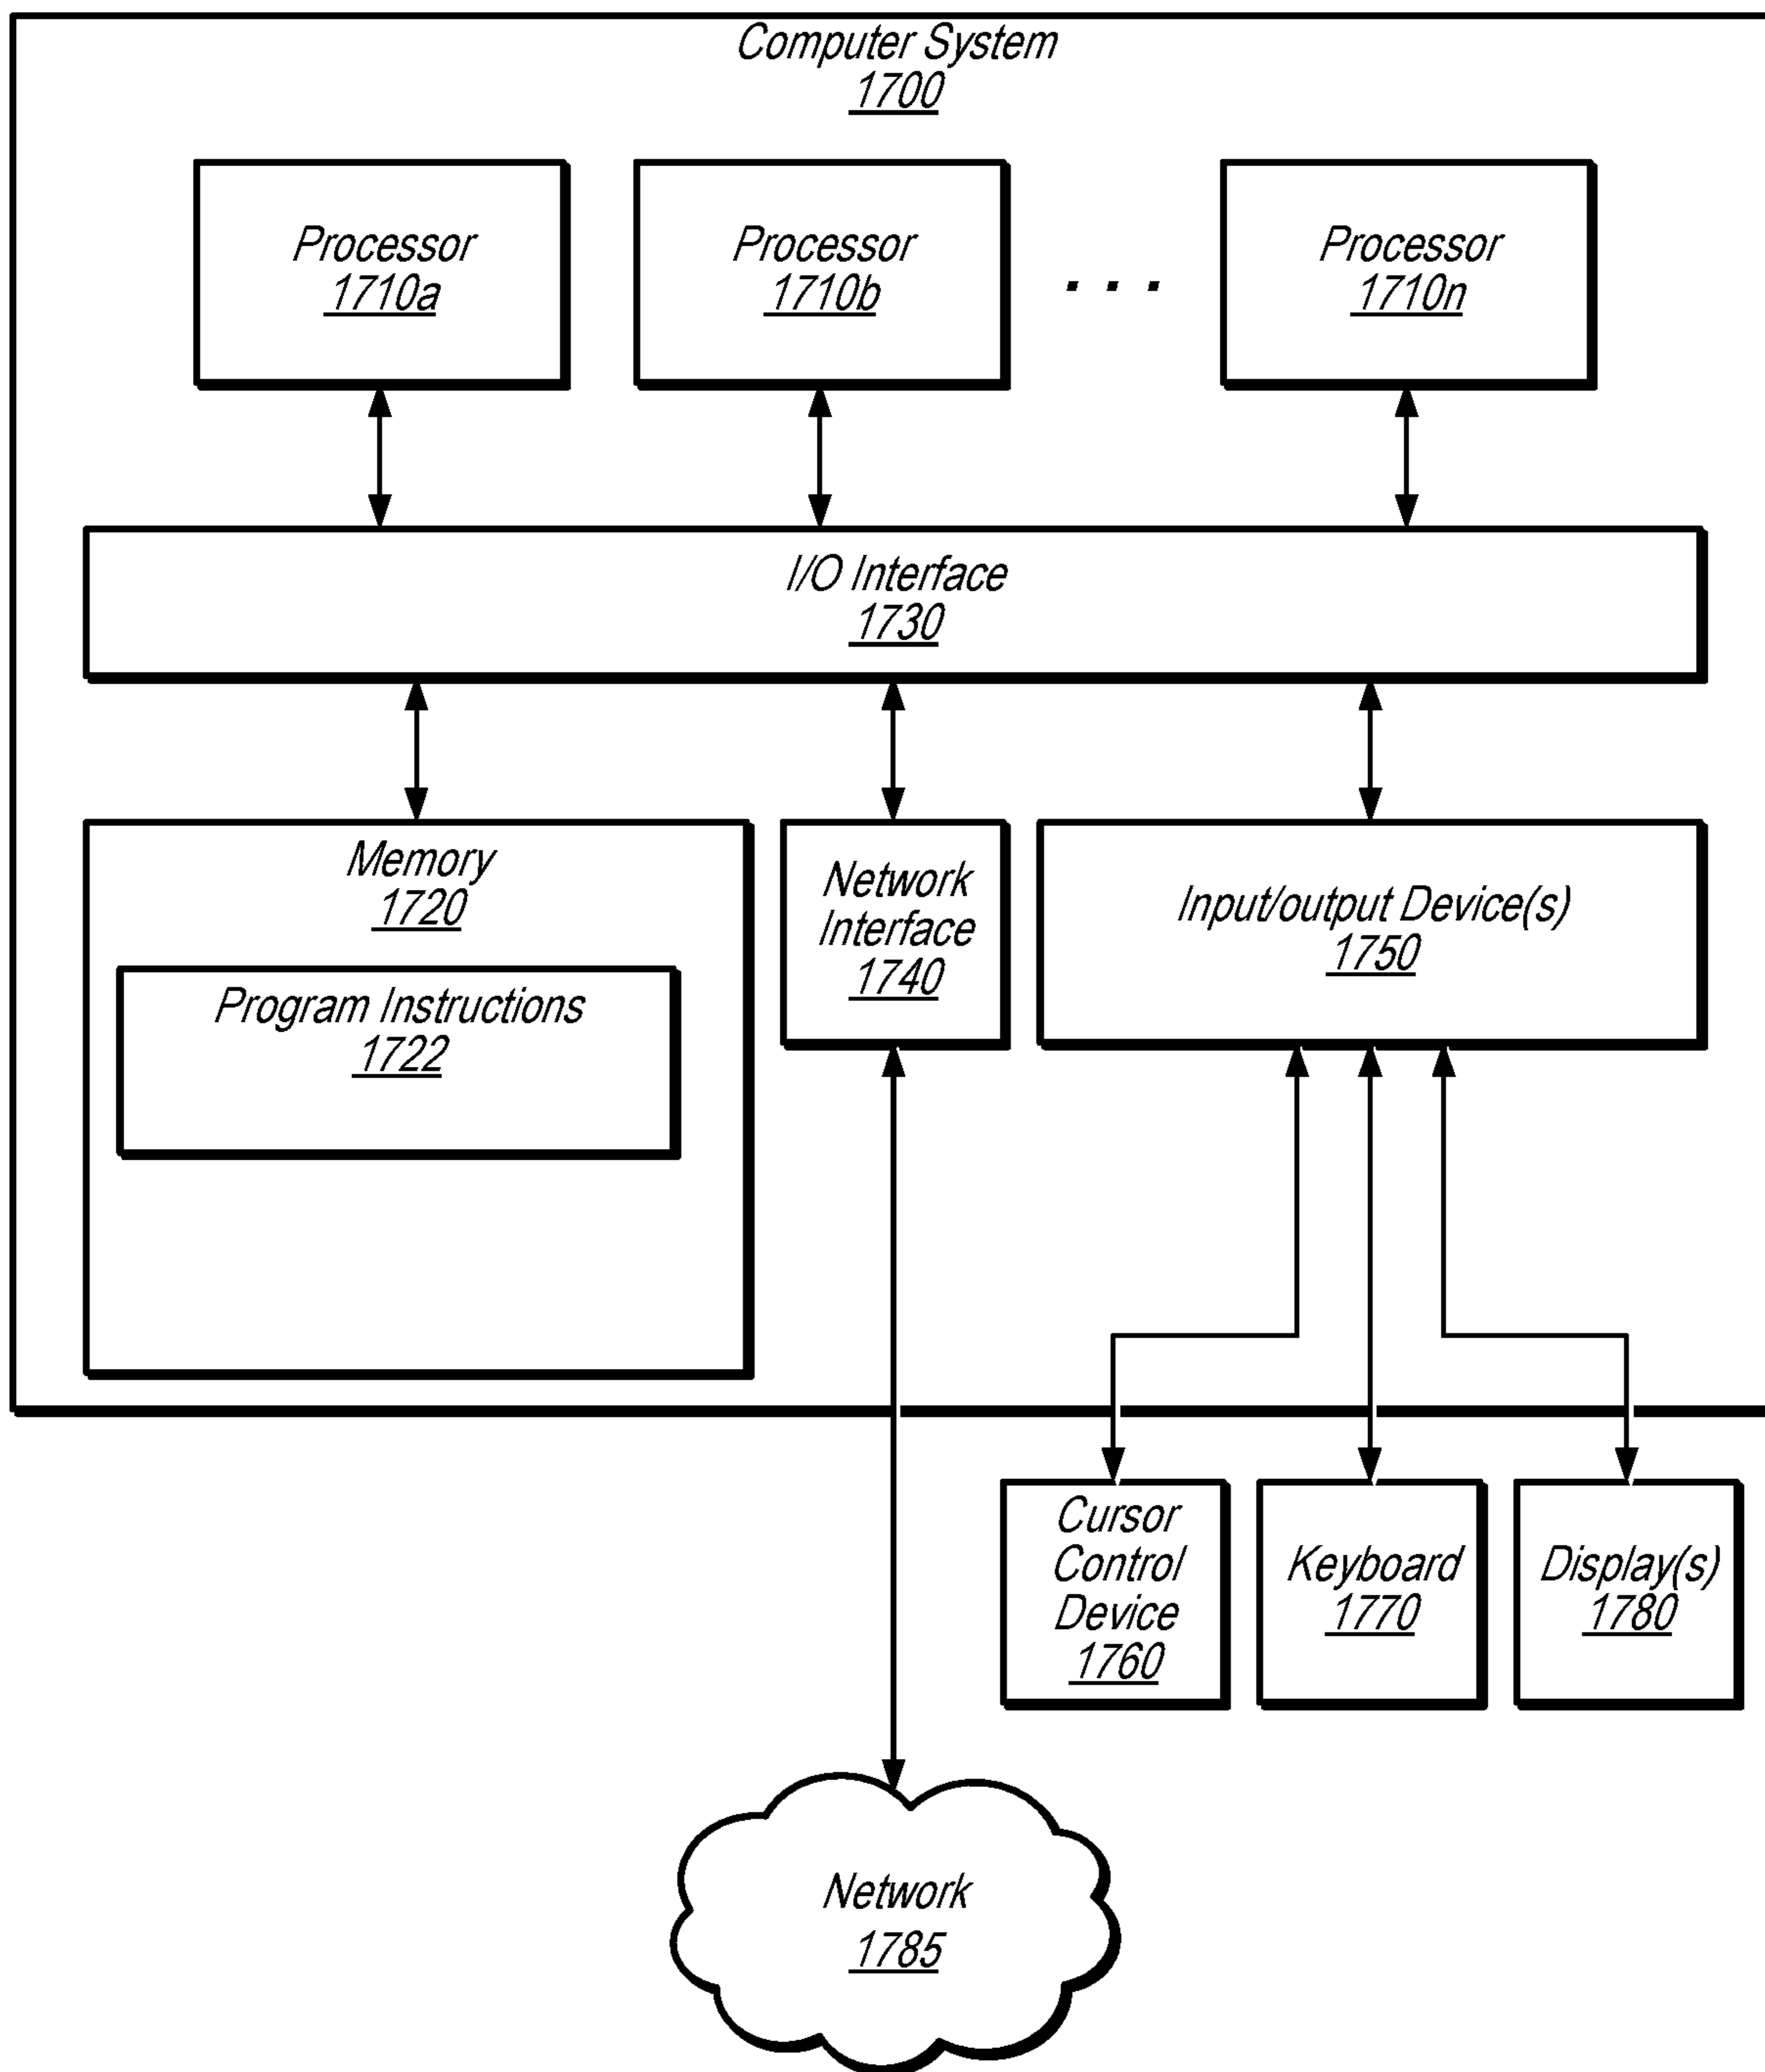 Computer System
1700
Processor
1710a
Processor
1710b
. . .
Processor
1710n
I/O Interface
1730
Memory
1720
Program Instructions
1722
Network
Interface
1740
Input/output Device(s)
1750
Cursor
Control
Device
1760
Keyboard
1770
Display(s)
1780
Network
1785